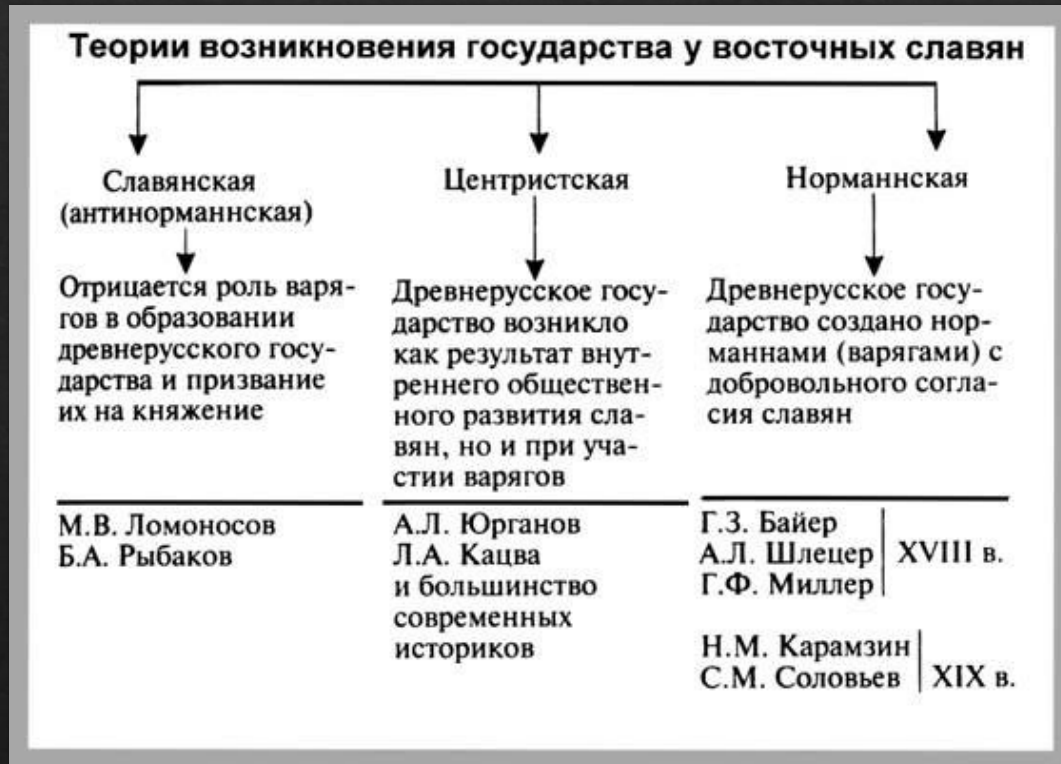 Теории возникновения государства у восточных славян
Славянская
(антинорманнская)
Отрицается роль варя-
гов в образовании
древнерусского госу-
дарства и призвание
их на княжение
М.В. Ломоносов
Б.А. Рыбаков
Центристская
Древнерусское госу-
дарство возникло
как результат внут-
реннего обществен-
ного развития сла-
вян, но и при уча-
стии варягов
А.Л. Юрганов
Л.А. Кацва
и большинство
современных
историков
Норманнская
Древнерусское госу-
дарство создано нор-
маннами (варягами) с
добровольного согла-
сия славян
Г.З. Байер
А.Л. Шлецер
Г.Ф. Миллер
XVIII в.
Н.М. Карамзин
С.М. Соловьев
XIX в.